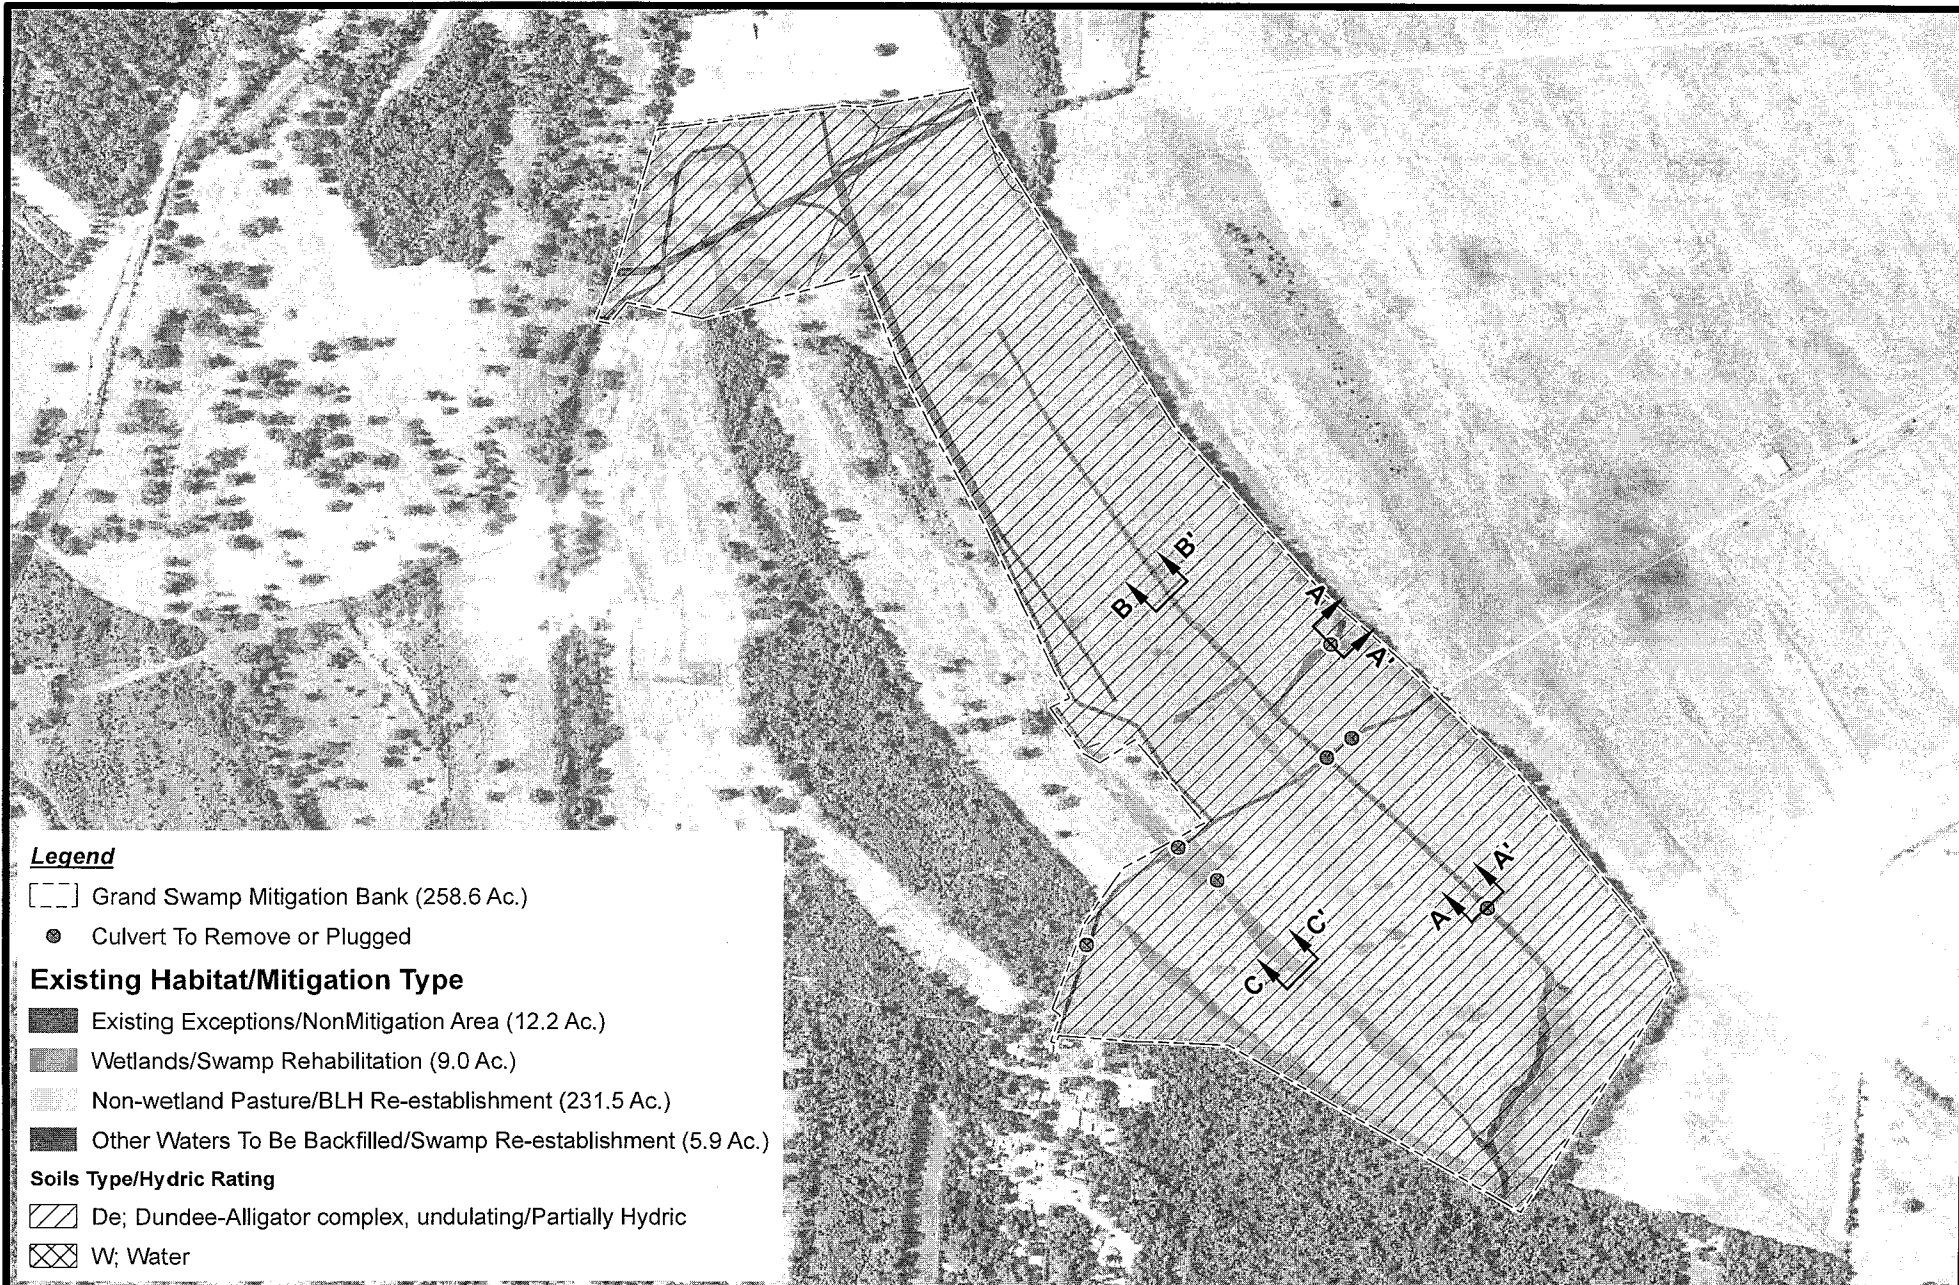 B'
B
A
A'
A'
A
C'
C
Legend
Grand Swamp Mitigation Bank (258.6 Ac.)
Culvert To Remove or Plugged
Existing Habitat/Mitigation Type
Existing Exceptions/NonMitigation Area (12.2 Ac.)
Wetlands/Swamp Rehabilitation (9.0 Ac.)
Non-wetland Pasture/BLH Re-establishment (231.5 Ac.)
Other Waters To Be Backfilled/Swamp Re-establishment (5.9 Ac.)
Soils Type/Hydric Rating
De; Dundee-Alligator complex, undulating/Partially Hydric
W; Water